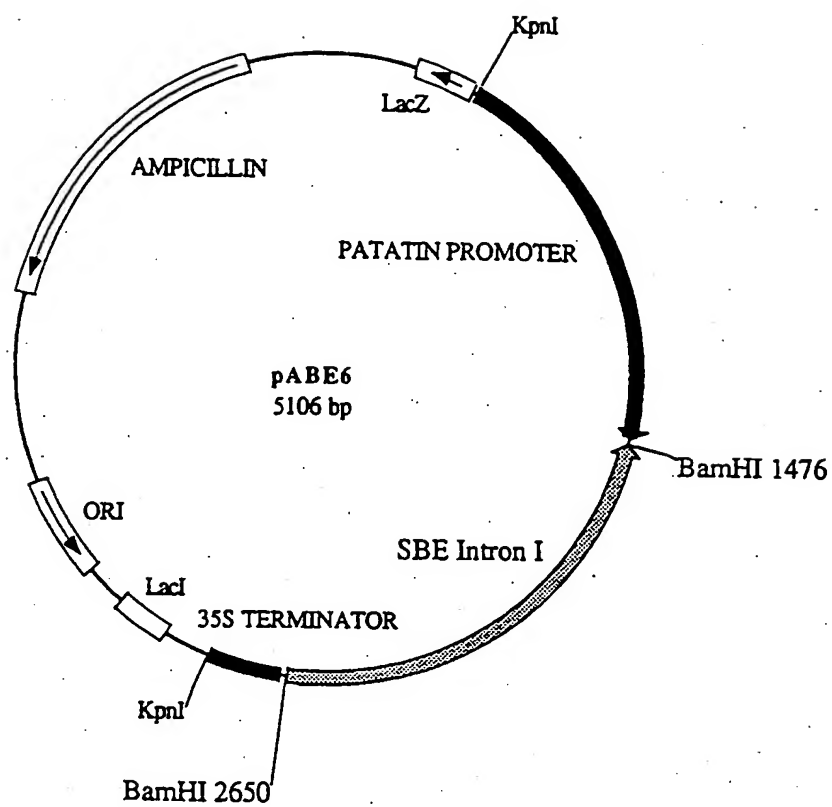 KpnI
LacZ
AMPICILLIN
PATATIN PROMOTER
pABE6
5106 bp
BamHI 1476
ORI
SBE Intron I
LacI
35S TERMINATOR
KpnI
BamHI 2650